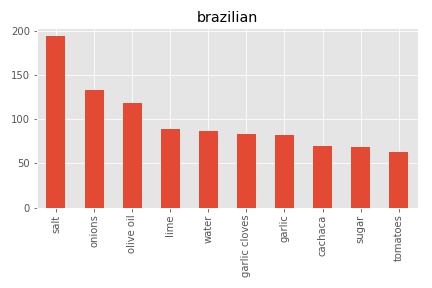 brazilian
200
150
100
50
0
salt
onions
olive oil
lime
water
garlic cloves
garlic
cachaca
sugar
tomatoes